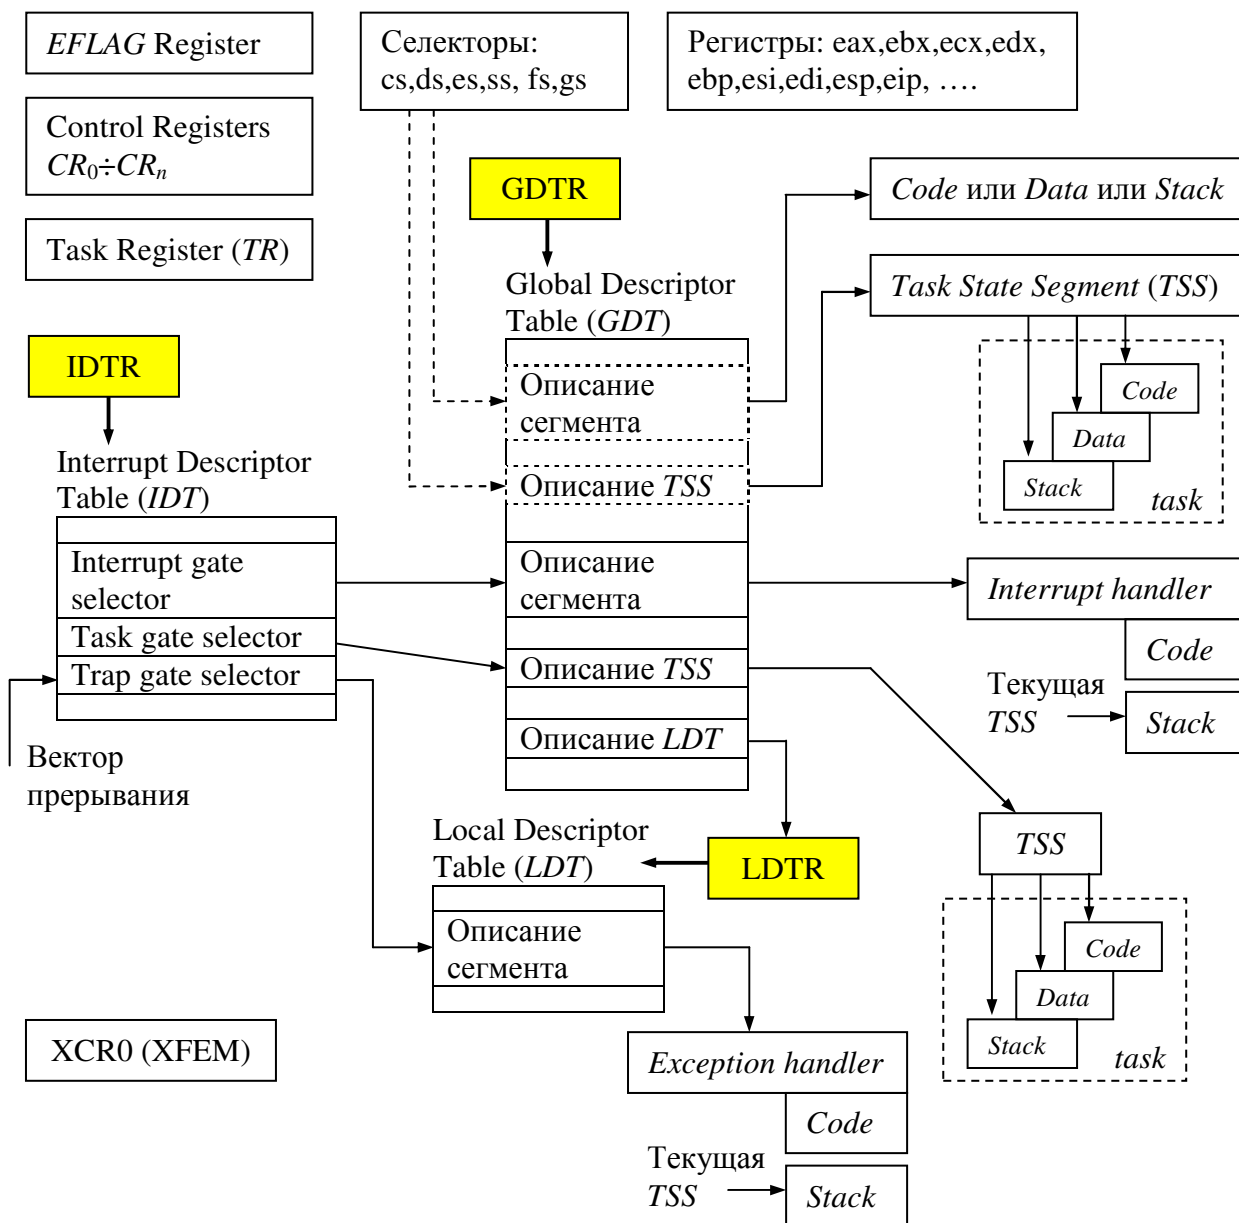 EFLAG Register
Селекторы:
cs,ds,es,ss, fs,gs
Регистры: eax,ebx,ecx,edx,
ebp,esi,edi,esp,eip, ….
Control Registers
CR0÷CRn
GDTR
Code или Data или Stack
Task Register (TR)
Global Descriptor
Table (GDT)
Task State Segment (TSS)
IDTR
Описание
сегмента
Code
Data
Stack
task
Interrupt Descriptor
Table (IDT)
Описание TSS
Interrupt gate
selector
Task gate selector
Trap gate selector
Описание
сегмента
Interrupt handler
Code
Описание TSS
Текущая
TSS
Stack
Описание LDT
Вектор
прерывания
Local Descriptor
Table (LDT)
LDTR
TSS
Описание
сегмента
Code
Data
Stack
task
XCR0 (XFEM)
Exception handler
Code
Текущая
TSS
Stack